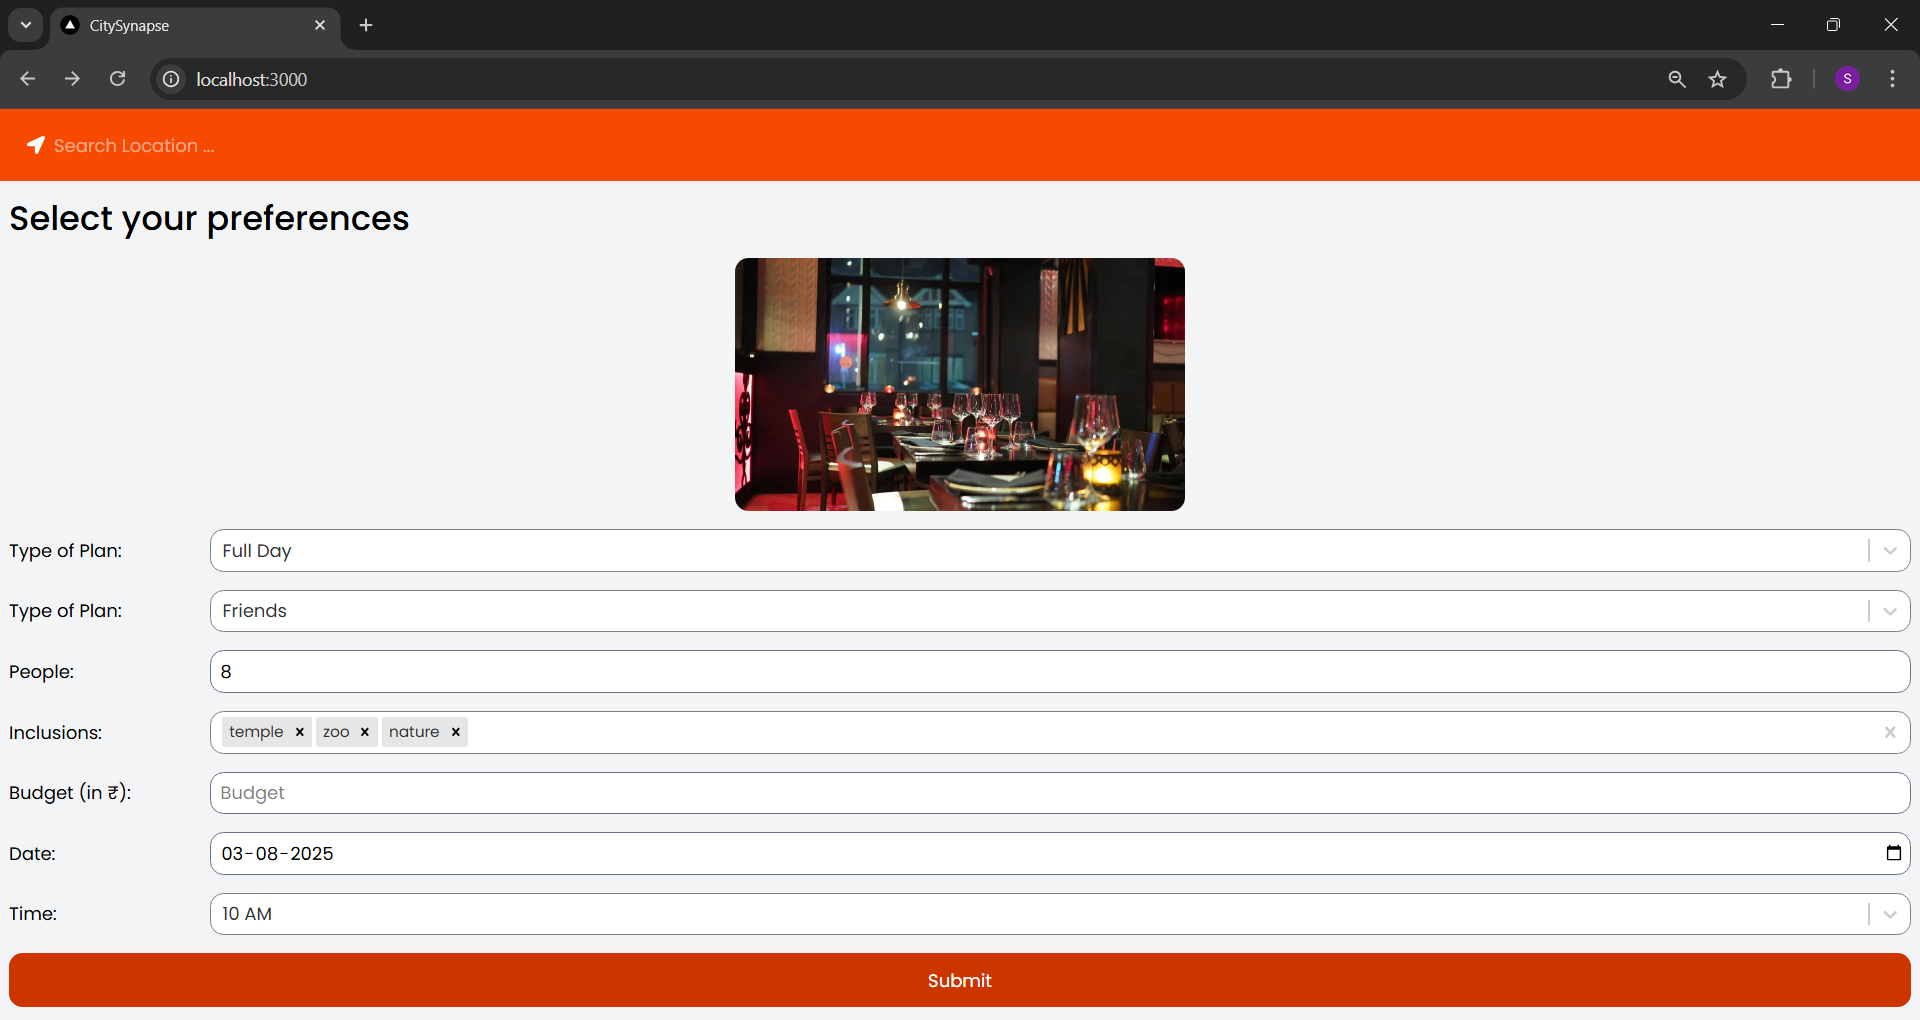 CitySynapse
localhost:3000
S
Search Location ...
Select your preferences
Type of Plan: Full Day
Type of Plan: Friends
People: 8
Inclusions: temple zoo nature
Budget (in ₹): Budget
Date: 03-08-2025
Time: 10 AM
Submit